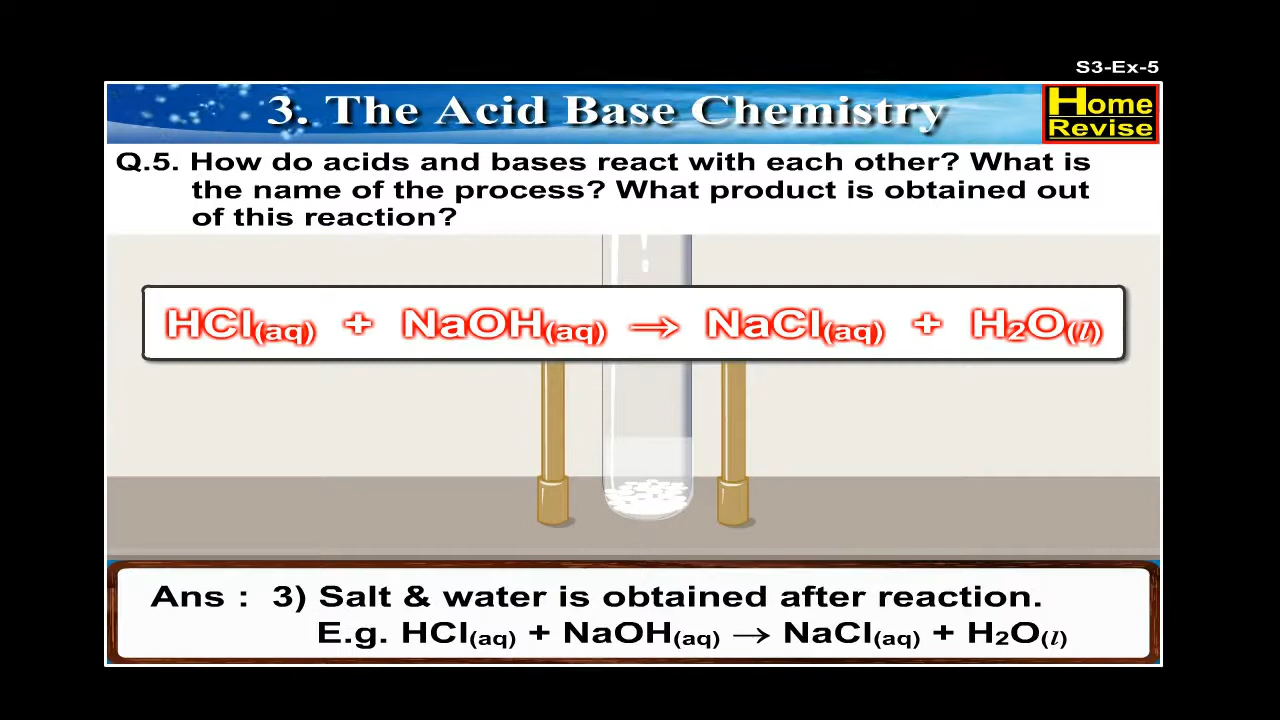 S3-Ex-5
3. The Acid Base Chemistry
Home
Revise
Q.5. How do acids and bases react with each other? What is
the name of the process? What product is obtained out
of this reaction?
HCl(aq) + NaOH(aq) → NaCl(aq) + H₂O(l)
Ans : 3) Salt & water is obtained after reaction.
E.g. HCl(aq) + NaOH(aq) → NaCl(aq) + H₂O(l)